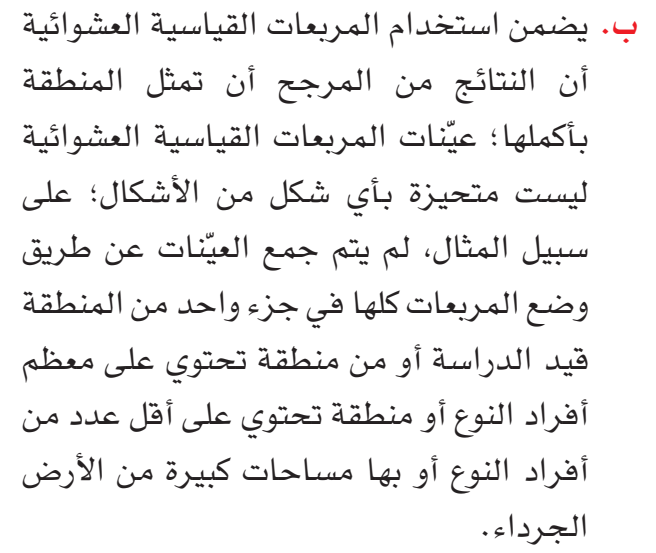 ب. يضمن استخدام المربعات القياسية العشوائية
أن النتائج من المرجح أن تمثل المنطقة
بأكملها؛ عيّنات المربعات القياسية العشوائية
ليست متحيزة بأي شكل من الأشكال؛ على
سبيل المثال، لم يتم جمع العيّنات عن طريق
وضع المربعات كلها في جزء واحد من المنطقة
قيد الدراسة أو من منطقة تحتوي على معظم
أفراد النوع أو منطقة تحتوي على أقل عدد من
أفراد النوع أو بها مساحات كبيرة من الأرض
الجرداء.